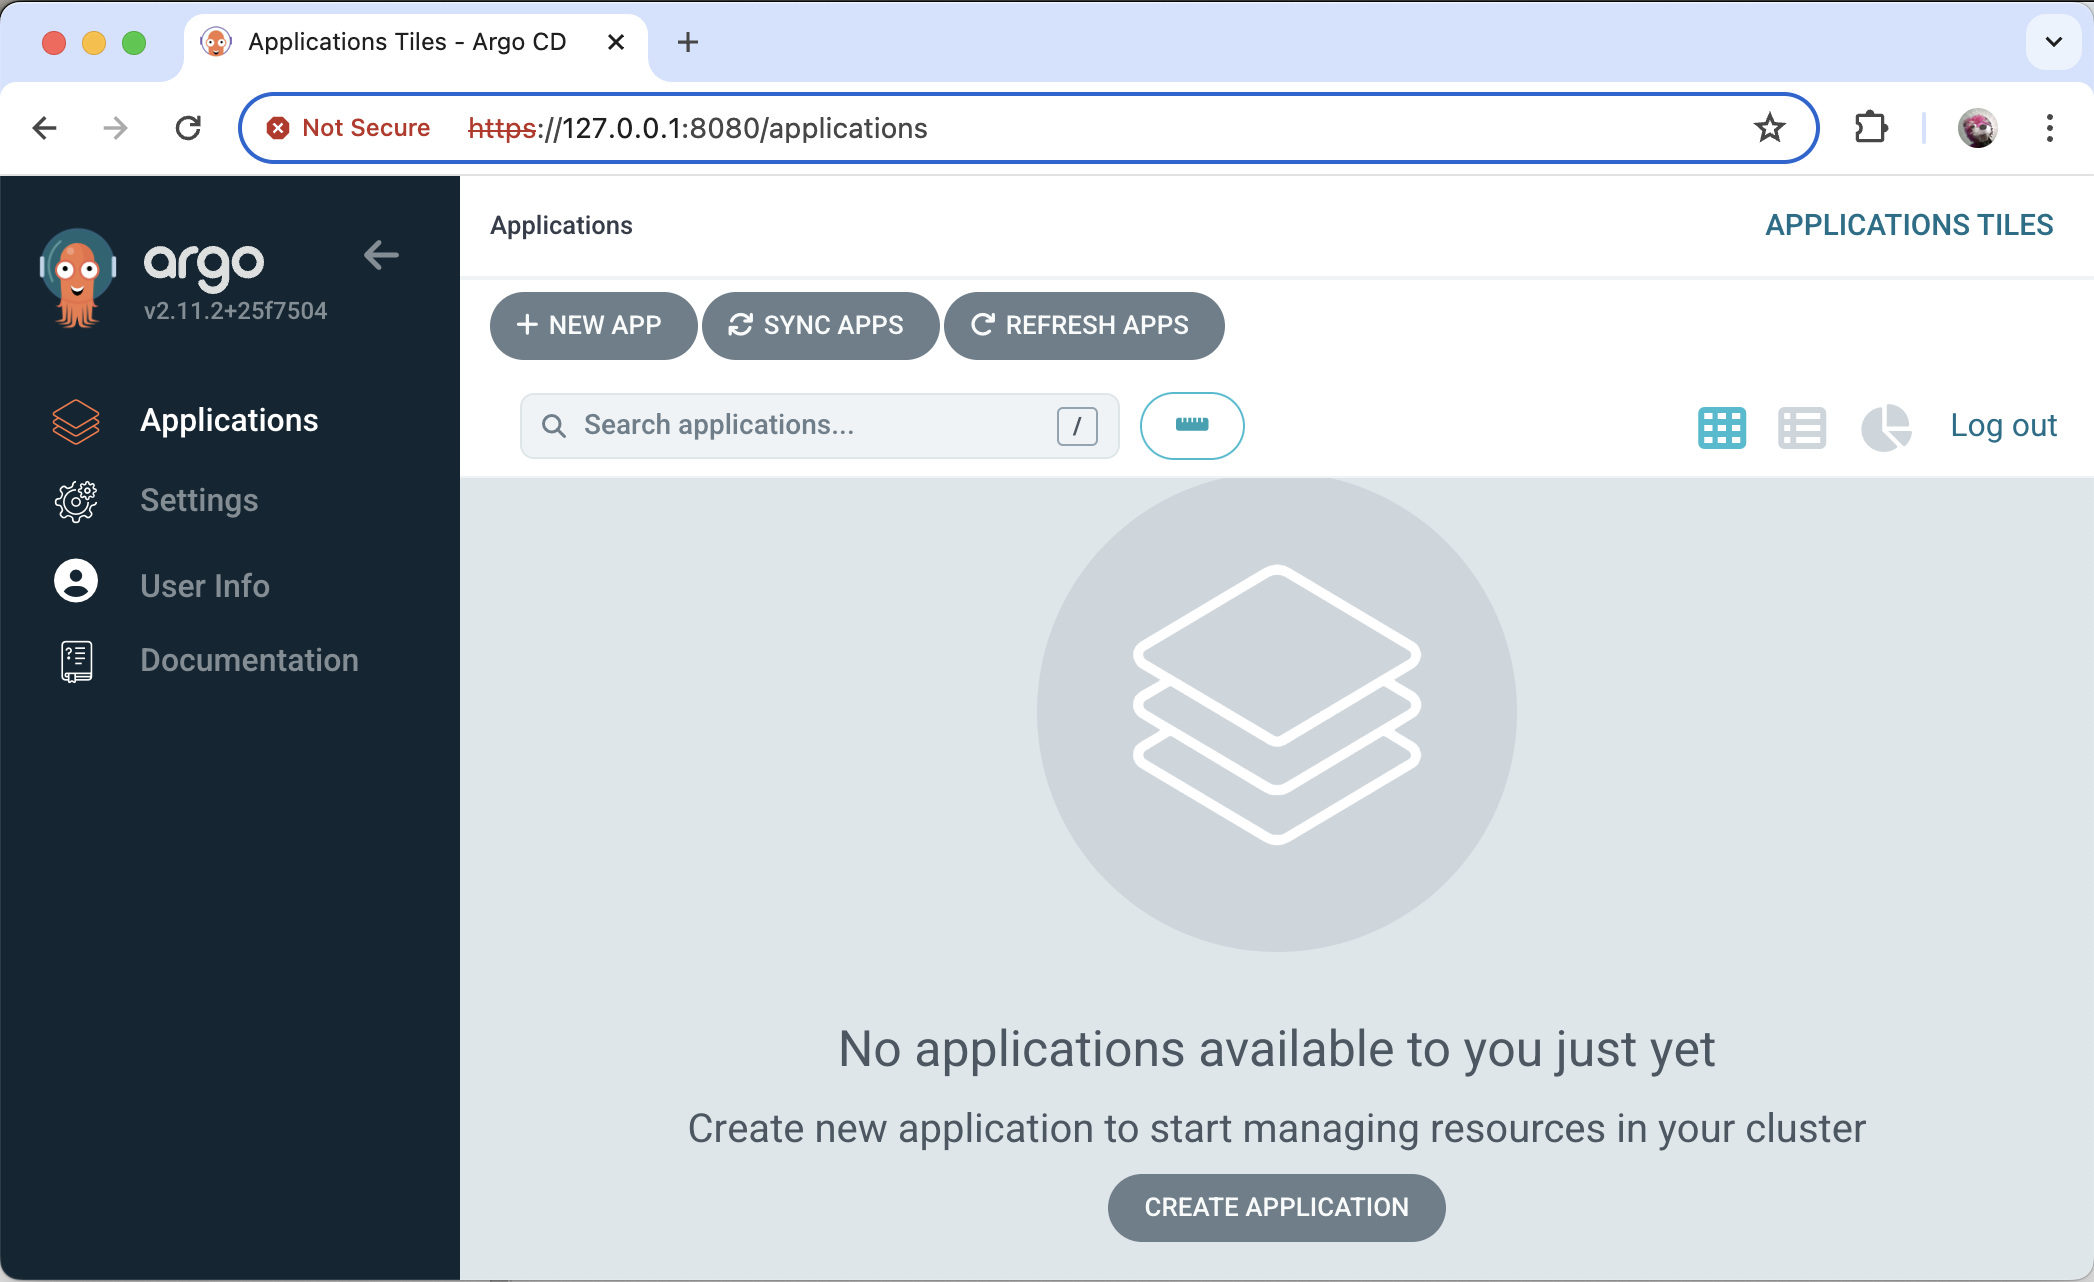 Applications Tiles - Argo CD
Not Secure https://127.0.0.1:8080/applications
argo
v2.11.2+25f7504
Applications
Settings
User Info
Documentation
Applications
APPLICATIONS TILES
NEW APP
SYNC APPS
REFRESH APPS
Search applications...
/
Log out
No applications available to you just yet
Create new application to start managing resources in your cluster
CREATE APPLICATION